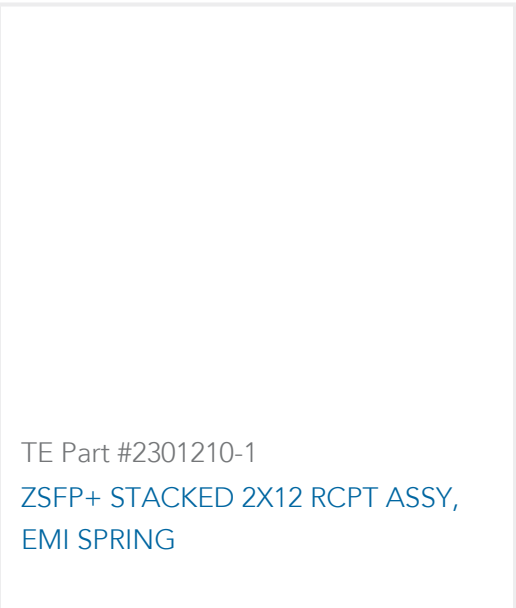 TE Part #2301210-1
ZSFP+ STACKED 2X12 RCPT ASSY,
EMI SPRING